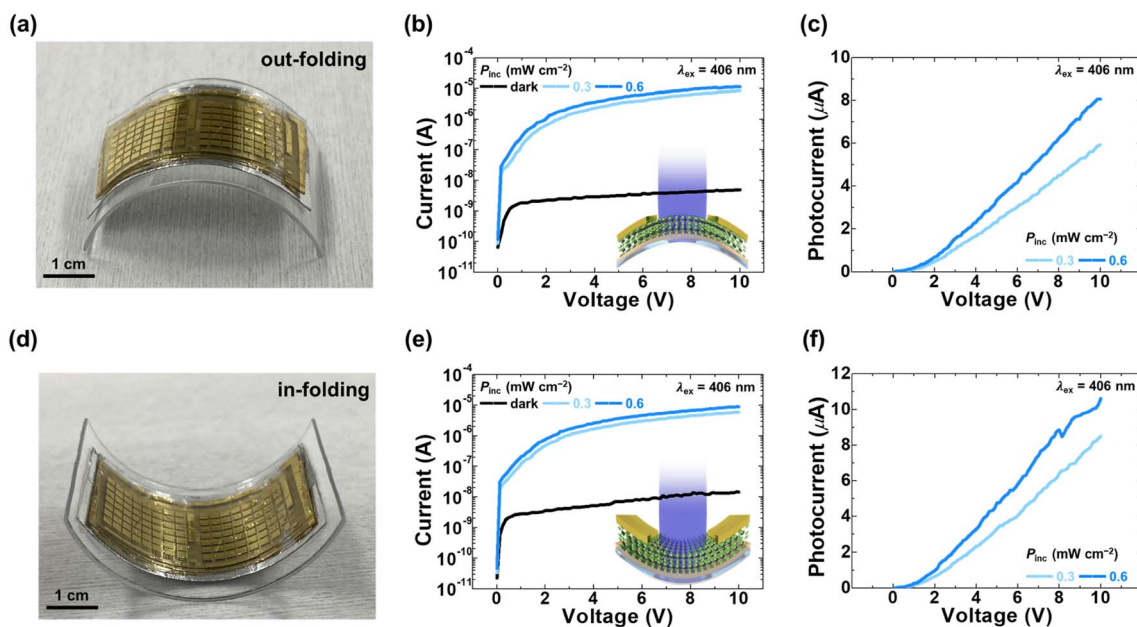 (a)
out-folding
1 cm
(b)
10⁻⁴
10⁻⁵
10⁻⁶
10⁻⁷
10⁻⁸
10⁻⁹
10⁻¹⁰
10⁻¹¹
Current (A)
P_inc (mW cm⁻²)
λ_ex = 406 nm
dark 0.3 0.6
0 2 4 6 8 10
Voltage (V)
(c)
10
8
6
4
2
0
Photocurrent (μA)
λ_ex = 406 nm
P_inc (mW cm⁻²)
0.3 0.6
0 2 4 6 8 10
Voltage (V)
(d)
in-folding
1 cm
(e)
10⁻⁴
10⁻⁵
10⁻⁶
10⁻⁷
10⁻⁸
10⁻⁹
10⁻¹⁰
10⁻¹¹
Current (A)
P_inc (mW cm⁻²)
λ_ex = 406 nm
dark 0.3 0.6
0 2 4 6 8 10
Voltage (V)
(f)
12
10
8
6
4
2
0
Photocurrent (μA)
λ_ex = 406 nm
P_inc (mW cm⁻²)
0.3 0.6
0 2 4 6 8 10
Voltage (V)